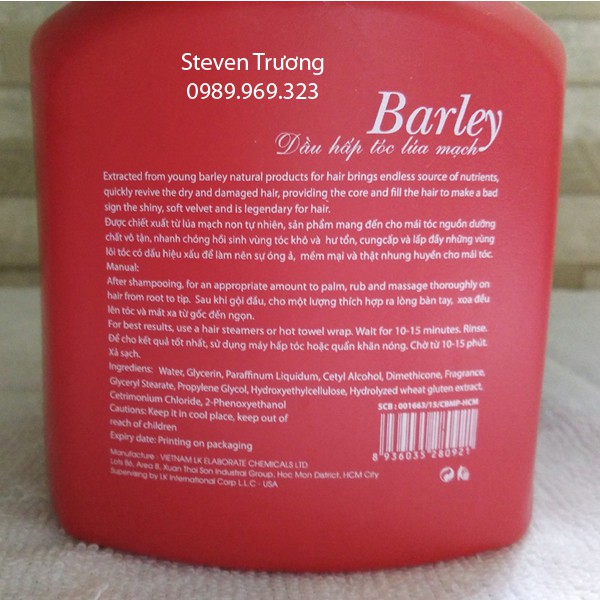 Steven Trương
0989.969.323
Barley
Dầu hấp tóc lúa mạch
Extracted from young barley natural products for hair brings endless source of nutrients,
quickly revive the dry and damaged hair, providing the core and fill the hair to make a bad
sign the shiny, soft velvet and is legendary for hair.
Được chiết xuất từ lúa mạch non tự nhiên, sản phẩm mang đến cho mái tóc nguồn dưỡng
chất vô tận, nhanh chóng hồi sinh vùng tóc khô và hư tổn, cungcấp và lấp đầy những vùng
lõi tóc có dấu hiệu xấu để làm nên sự óng ả, mềm mại và thật nhung huyền cho mái tóc.
Manual:
After shampooing, for an appropriate amount to palm, rub and massage thoroughly on
hair from root to tip. Sau khi gội đầu, cho một lượng thích hợp ra lòng bàn tay, xoa đều
lên tóc và mát xa từ gốc đến ngọn.
For best results, use a hair steamers or hot towel wrap. Wait for 10-15 minutes. Rinse.
Để cho kết quả tốt nhất, sử dụng máy hấp tóc hoặc quấn khăn nóng. Chờ từ 10-15 phút.
Xả sạch.
Ingrediens: Water, Glycerin, Paraffinum Liquidum, Cetyl Alcohol, Dimethicone, Fragrance,
Glyceryl Stearate, Propylene Glycol, Hydroxyethylcellulose, Hydrolyzed wheat gluten extract,
Cetrimonium Chloride, 2-Phenoxyethanol
Cautions: Keep it in cool place, keep out of
reach of children
Expiry date: Printing on packaging
SCB : 001663/15/CBMP-HCM
8 936035 280921
Manufacture : VIETNAM LK ELABORATE CHEMICALS LTD
Lots B6, Area B, Xuan Thoi Son Industrai Group, Hoc Mon District, HCM City
Supervieng by LK International Corp L.L.C - USA